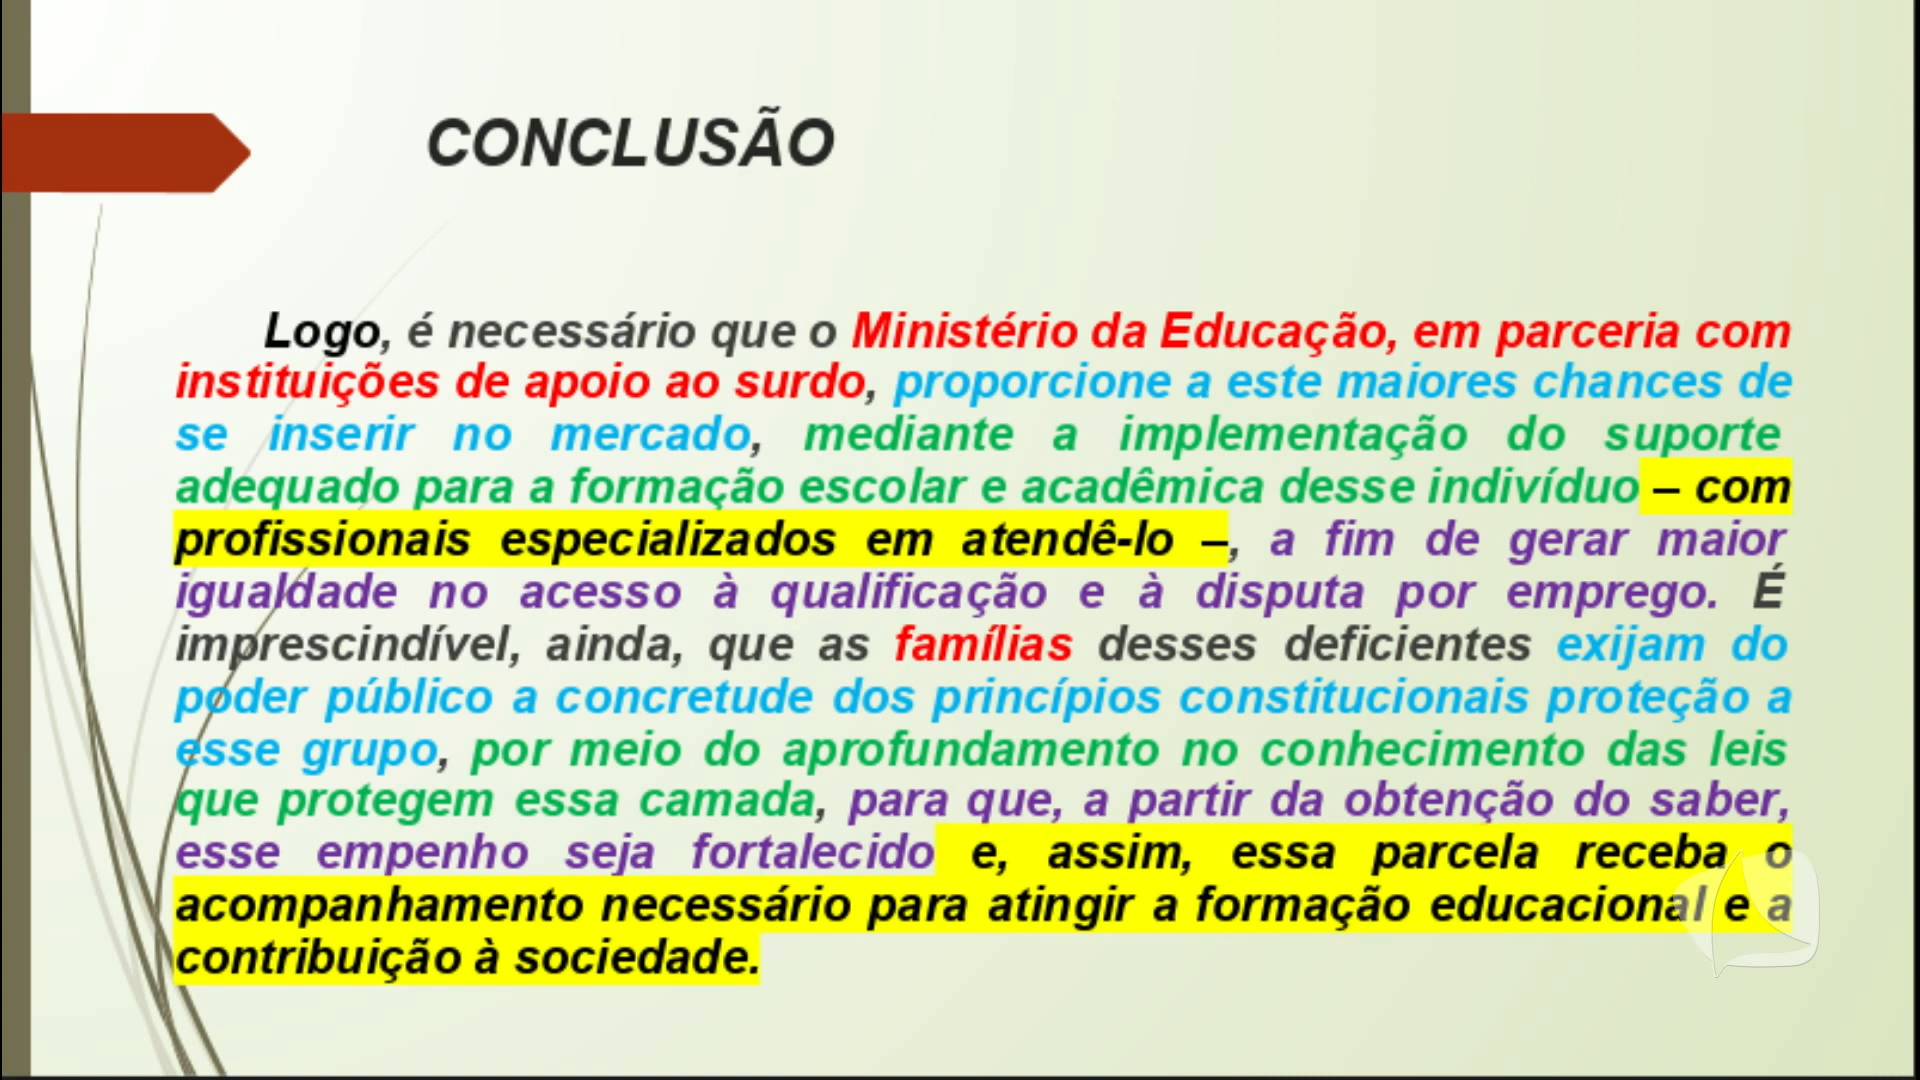 CONCLUSÃO
Logo, é necessário que o Ministério da Educação, em parceria com
instituições de apoio ao surdo, proporcione a este maiores chances de
se inserir no mercado, mediante a implementação do suporte
adequado para a formação escolar e acadêmica desse indivíduo – com
profissionais especializados em atendê-lo –, a fim de gerar maior
igualdade no acesso à qualificação e à disputa por emprego. É
imprescindível, ainda, que as famílias desses deficientes exijam do
poder público a concretude dos princípios constitucionais proteção a
esse grupo, por meio do aprofundamento no conhecimento das leis
que protegem essa camada, para que, a partir da obtenção do saber,
esse empenho seja fortalecido e, assim, essa parcela receba o
acompanhamento necessário para atingir a formação educacional e a
contribuição à sociedade.